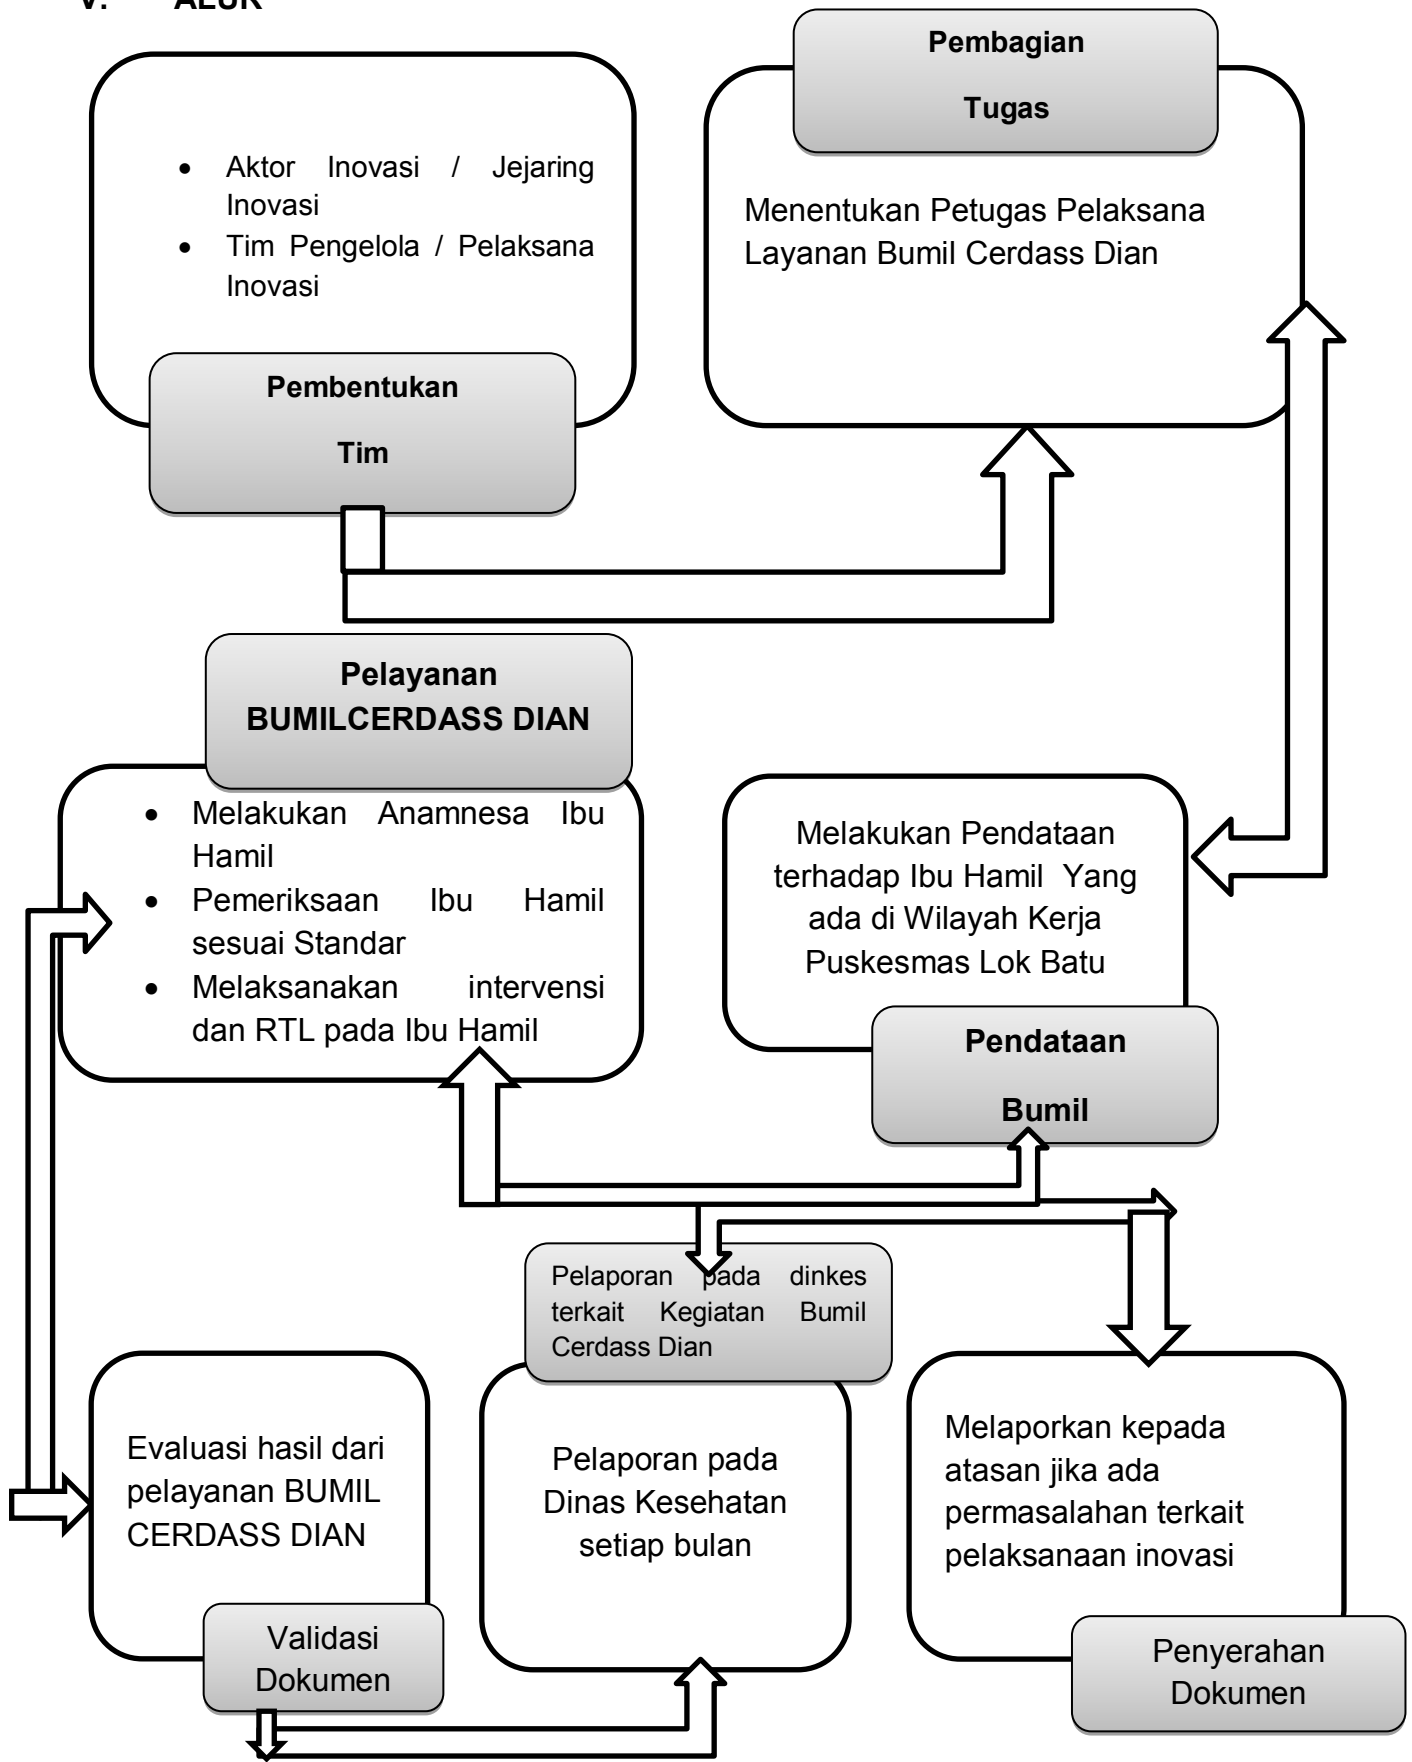 V. ALUR
• Aktor Inovasi / Jejaring
Inovasi
• Tim Pengelola / Pelaksana
Inovasi
Pembentukan
Tim
Pembagian
Tugas
Menentukan Petugas Pelaksana
Layanan Bumil Cerdass Dian
Pelayanan
BUMILCERDASS DIAN
• Melakukan Anamnesa Ibu
Hamil
• Pemeriksaan Ibu Hamil
sesuai Standar
• Melaksanakan intervensi
dan RTL pada Ibu Hamil
Melakukan Pendataan
terhadap Ibu Hamil Yang
ada di Wilayah Kerja
Puskesmas Lok Batu
Pendataan
Bumil
Evaluasi hasil dari
pelayanan BUMIL
CERDASS DIAN
Validasi
Dokumen
Pelaporan pada dinkes
terkait Kegiatan Bumil
Cerdass Dian
Pelaporan pada
Dinas Kesehatan
setiap bulan
Melaporkan kepada
atasan jika ada
permasalahan terkait
pelaksanaan inovasi
Penyerahan
Dokumen